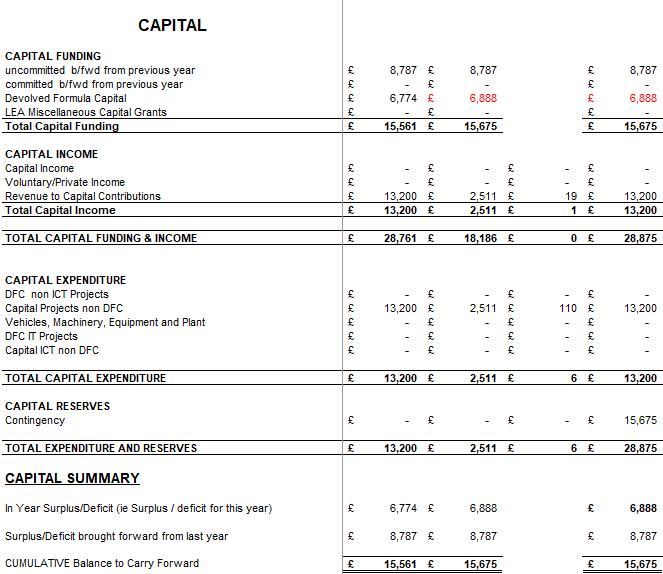 CAPITAL
CAPITAL FUNDING
uncommitted b/fwd from previous year £ 8,787 £ 8,787 £ 8,787
committed b/fwd from previous year £ - £ - £ -
Devolved Formula Capital £ 6,774 £ 6,888 £ 6,888
LEA Miscellaneous Capital Grants £ - £ - £ -
Total Capital Funding £ 15,561 £ 15,675 £ 15,675
CAPITAL INCOME
Capital Income £ - £ - £ - £ -
Voluntary/Private Income £ - £ - £ - £ -
Revenue to Capital Contributions £ 13,200 £ 2,511 £ 19 £ 13,200
Total Capital Income £ 13,200 £ 2,511 £ 1 £ 13,200
TOTAL CAPITAL FUNDING & INCOME £ 28,761 £ 18,186 £ 0 £ 28,875
CAPITAL EXPENDITURE
DFC non ICT Projects £ - £ - £ - £ -
Capital Projects non DFC £ 13,200 £ 2,511 £ 110 £ 13,200
Vehicles, Machinery, Equipment and Plant £ - £ - £ - £ -
DFC IT Projects £ - £ - £ - £ -
Capital ICT non DFC £ - £ - £ - £ -
TOTAL CAPITAL EXPENDITURE £ 13,200 £ 2,511 £ 6 £ 13,200
CAPITAL RESERVES
Contingency £ - £ - £ - £ 15,675
TOTAL EXPENDITURE AND RESERVES £ 13,200 £ 2,511 £ 6 £ 28,875
CAPITAL SUMMARY
In Year Surplus/Deficit (ie Surplus / deficit for this year) £ 6,774 £ 6,888 £ 6,888
Surplus/Deficit brought forward from last year £ 8,787 £ 8,787 £ 8,787
CUMULATIVE Balance to Carry Forward £ 15,561 £ 15,675 £ 15,675